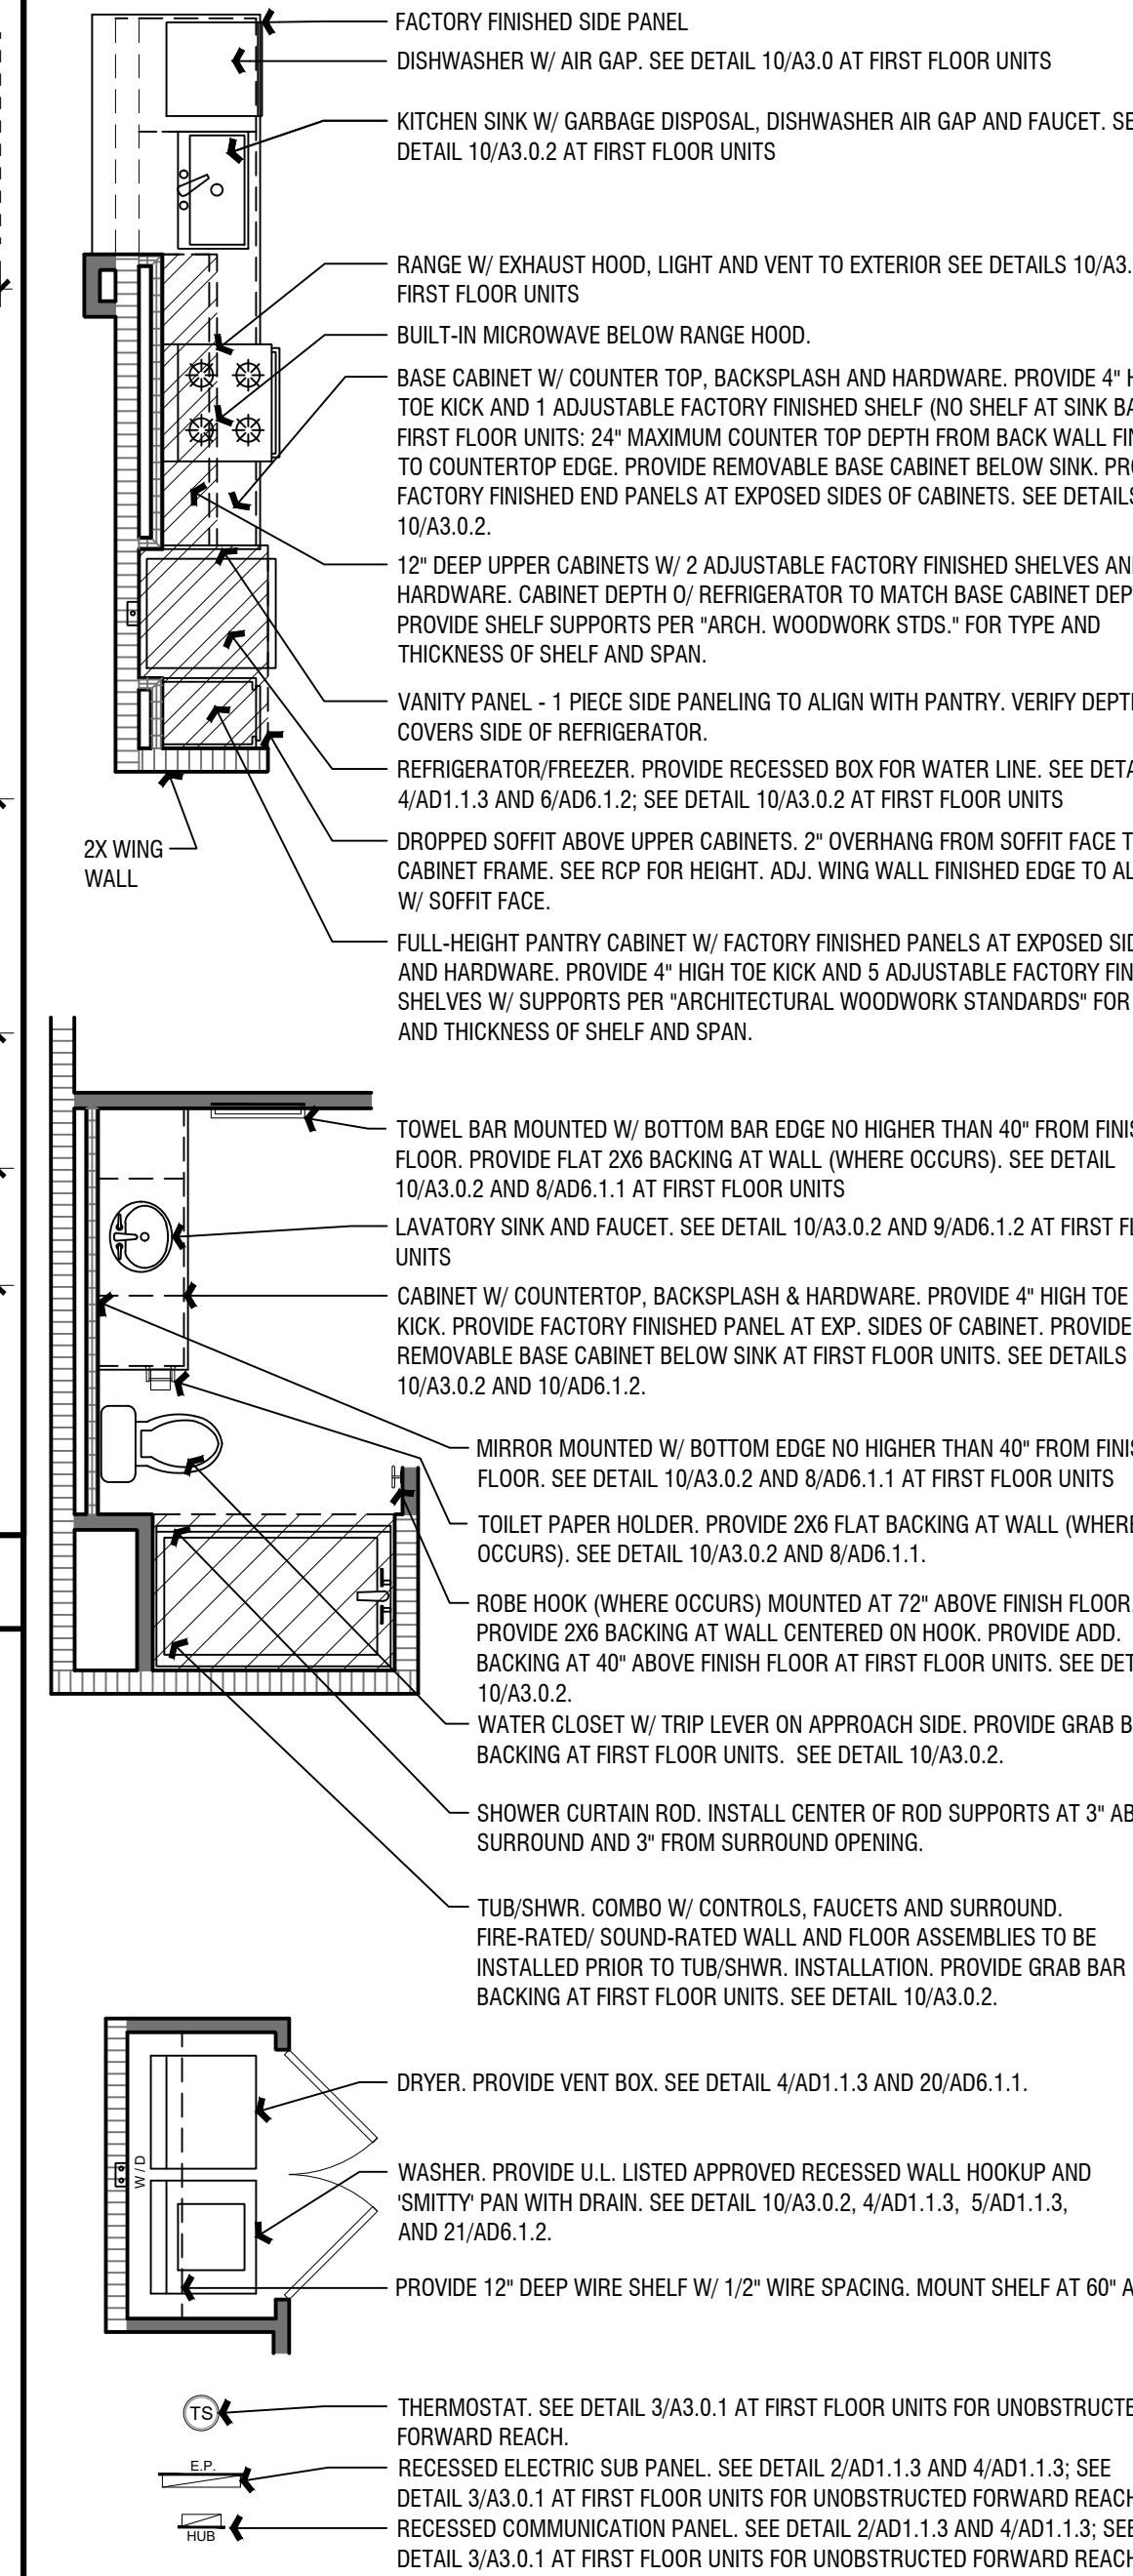 FACTORY FINISHED SIDE PANEL
DISHWASHER W/ AIR GAP. SEE DETAIL 10/A3.0 AT FIRST FLOOR UNITS
KITCHEN SINK W/ GARBAGE DISPOSAL, DISHWASHER AIR GAP AND FAUCET.
DETAIL 10/A3.0.2 AT FIRST FLOOR UNITS
RANGE W/ EXHAUST HOOD, LIGHT AND VENT TO EXTERIOR SEE DETAILS 10/A3.
FIRST FLOOR UNITS
BUILT-IN MICROWAVE BELOW RANGE HOOD.
BASE CABINET W/ COUNTER TOP, BACKSPLASH AND HARDWARE. PROVIDE 4"
TOE KICK AND 1 ADJUSTABLE FACTORY FINISHED SHELF (NO SHELF AT SINK
FIRST FLOOR UNITS: 24" MAXIMUM COUNTER TOP DEPTH FROM BACK WALL
TO COUNTERTOP EDGE. PROVIDE REMOVABLE BASE CABINET BELOW SINK.
FACTORY FINISHED END PANELS AT EXPOSED SIDES OF CABINETS. SEE DETAILS
10/A3.0.2.
12" DEEP UPPER CABINETS W/ 2 ADJUSTABLE FACTORY FINISHED SHELVES
HARDWARE. CABINET DEPTH O/ REFRIGERATOR TO MATCH BASE CABINET
PROVIDE SHELF SUPPORTS PER "ARCH. WOODWORK STDS." FOR TYPE AND
THICKNESS OF SHELF AND SPAN.
VANITY PANEL - 1 PIECE SIDE PANELING TO ALIGN WITH PANTRY. VERIFY DEPTH
COVERS SIDE OF REFRIGERATOR.
REFRIGERATOR/FREEZER. PROVIDE RECESSED BOX FOR WATER LINE. SEE
4/AD1.1.3 AND 6/AD6.1.2; SEE DETAIL 10/A3.0.2 AT FIRST FLOOR UNITS
2X WING
WALL
DROPPED SOFFIT ABOVE UPPER CABINETS. 2" OVERHANG FROM SOFFIT FACE
CABINET FRAME. SEE RCP FOR HEIGHT. ADJ. WING WALL FINISHED EDGE TO
W/ SOFFIT FACE.
FULL-HEIGHT PANTRY CABINET W/ FACTORY FINISHED PANELS AT EXPOSED
AND HARDWARE. PROVIDE 4" HIGH TOE KICK AND 5 ADJUSTABLE FACTORY
SHELVES W/ SUPPORTS PER "ARCHITECTURAL WOODWORK STANDARDS" FOR
AND THICKNESS OF SHELF AND SPAN.
TOWEL BAR MOUNTED W/ BOTTOM BAR EDGE NO HIGHER THAN 40" FROM
FLOOR. PROVIDE FLAT 2X6 BACKING AT WALL (WHERE OCCURS). SEE DETAIL
10/A3.0.2 AND 8/AD6.1.1 AT FIRST FLOOR UNITS
LAVATORY SINK AND FAUCET. SEE DETAIL 10/A3.0.2 AND 9/AD6.1.2 AT FIRST
UNITS
CABINET W/ COUNTERTOP, BACKSPLASH & HARDWARE. PROVIDE 4" HIGH TOE
KICK. PROVIDE FACTORY FINISHED PANEL AT EXP. SIDES OF CABINET. PROVIDE
REMOVABLE BASE CABINET BELOW SINK AT FIRST FLOOR UNITS. SEE DETAILS
10/A3.0.2 AND 10/AD6.1.2.
MIRROR MOUNTED W/ BOTTOM EDGE NO HIGHER THAN 40" FROM
FLOOR. SEE DETAIL 10/A3.0.2 AND 8/AD6.1.1 AT FIRST FLOOR UNITS
TOILET PAPER HOLDER. PROVIDE 2X6 FLAT BACKING AT WALL (WHERE
OCCURS). SEE DETAIL 10/A3.0.2 AND 8/AD6.1.1.
ROBE HOOK (WHERE OCCURS) MOUNTED AT 72" ABOVE FINISH FLOOR.
PROVIDE 2X6 BACKING AT WALL CENTERED ON HOOK. PROVIDE ADD.
BACKING AT 40" ABOVE FINISH FLOOR AT FIRST FLOOR UNITS. SEE
10/A3.0.2.
WATER CLOSET W/ TRIP LEVER ON APPROACH SIDE. PROVIDE GRAB
BACKING AT FIRST FLOOR UNITS. SEE DETAIL 10/A3.0.2.
SHOWER CURTAIN ROD. INSTALL CENTER OF ROD SUPPORTS AT 3"
SURROUND AND 3" FROM SURROUND OPENING.
TUB/SHWR. COMBO W/ CONTROLS, FAUCETS AND SURROUND.
FIRE-RATED/ SOUND-RATED WALL AND FLOOR ASSEMBLIES TO BE
INSTALLED PRIOR TO TUB/SHWR. INSTALLATION. PROVIDE GRAB BAR
BACKING AT FIRST FLOOR UNITS. SEE DETAIL 10/A3.0.2.
DRYER. PROVIDE VENT BOX. SEE DETAIL 4/AD1.1.3 AND 20/AD6.1.1.
W / D
WASHER. PROVIDE U.L. LISTED APPROVED RECESSED WALL HOOKUP AND
'SMITTY' PAN WITH DRAIN. SEE DETAIL 10/A3.0.2, 4/AD1.1.3, 5/AD1.1.3,
AND 21/AD6.1.2.
PROVIDE 12" DEEP WIRE SHELF W/ 1/2" WIRE SPACING. MOUNT SHELF AT 60"
TS
THERMOSTAT. SEE DETAIL 3/A3.0.1 AT FIRST FLOOR UNITS FOR
FORWARD REACH.
E.P.
RECESSED ELECTRIC SUB PANEL. SEE DETAIL 2/AD1.1.3 AND 4/AD1.1.3; SEE
DETAIL 3/A3.0.1 AT FIRST FLOOR UNITS FOR UNOBSTRUCTED FORWARD REACH
HUB
RECESSED COMMUNICATION PANEL. SEE DETAIL 2/AD1.1.3 AND 4/AD1.1.3; SEE
DETAIL 3/A3.0.1 AT FIRST FLOOR UNITS FOR UNOBSTRUCTED FORWARD REACH